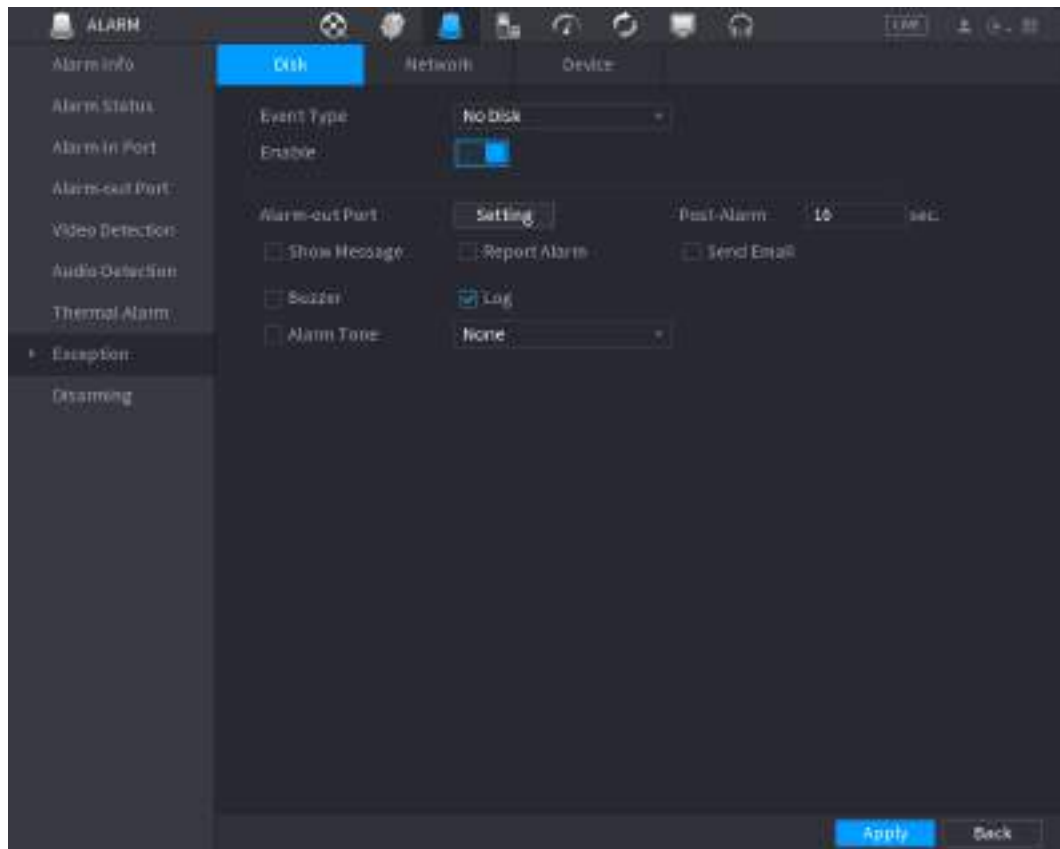 ALARM
LIVE
Alarm Info
Alarm Status
Alarm-in Port
Alarm-out Port
Video Detection
Audio Detection
Thermal Alarm
Exception
Disarming
Disk Network Device
Event Type No Disk
Enable
Alarm-out Port Setting Post-Alarm 10 sec.
Show Message Report Alarm Send Email
Buzzer Log
Alarm Tone None
Apply Back